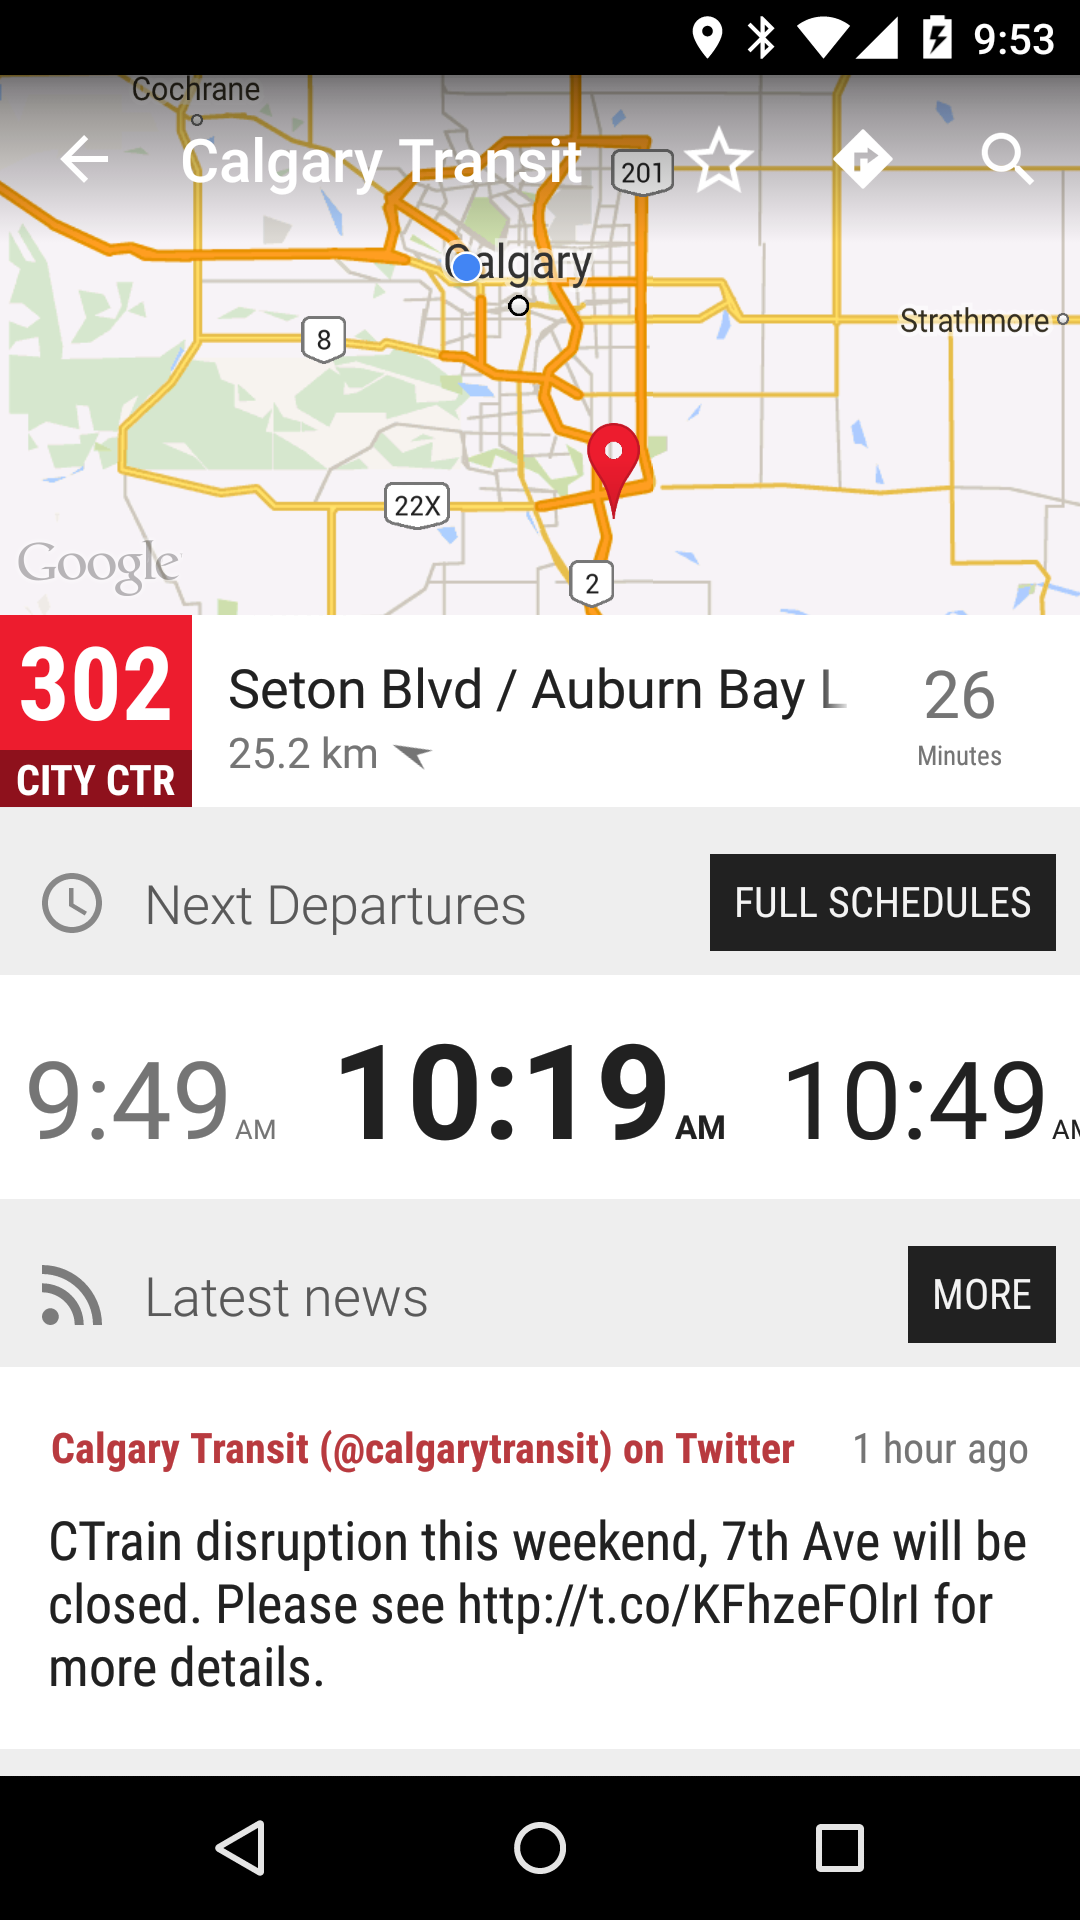 9:53
Cochrane
Calgary Transit
201
Calgary
8
Strathmore
22X
Google
2
302
CITY CTR
Seton Blvd / Auburn Bay L
25.2 km
26
Minutes
Next Departures
FULL SCHEDULES
9:49 AM
10:19 AM
10:49 AM
Latest news
MORE
Calgary Transit (@calgarytransit) on Twitter
1 hour ago
CTrain disruption this weekend, 7th Ave will be
closed. Please see http://t.co/KFhzeFOlrI for
more details.